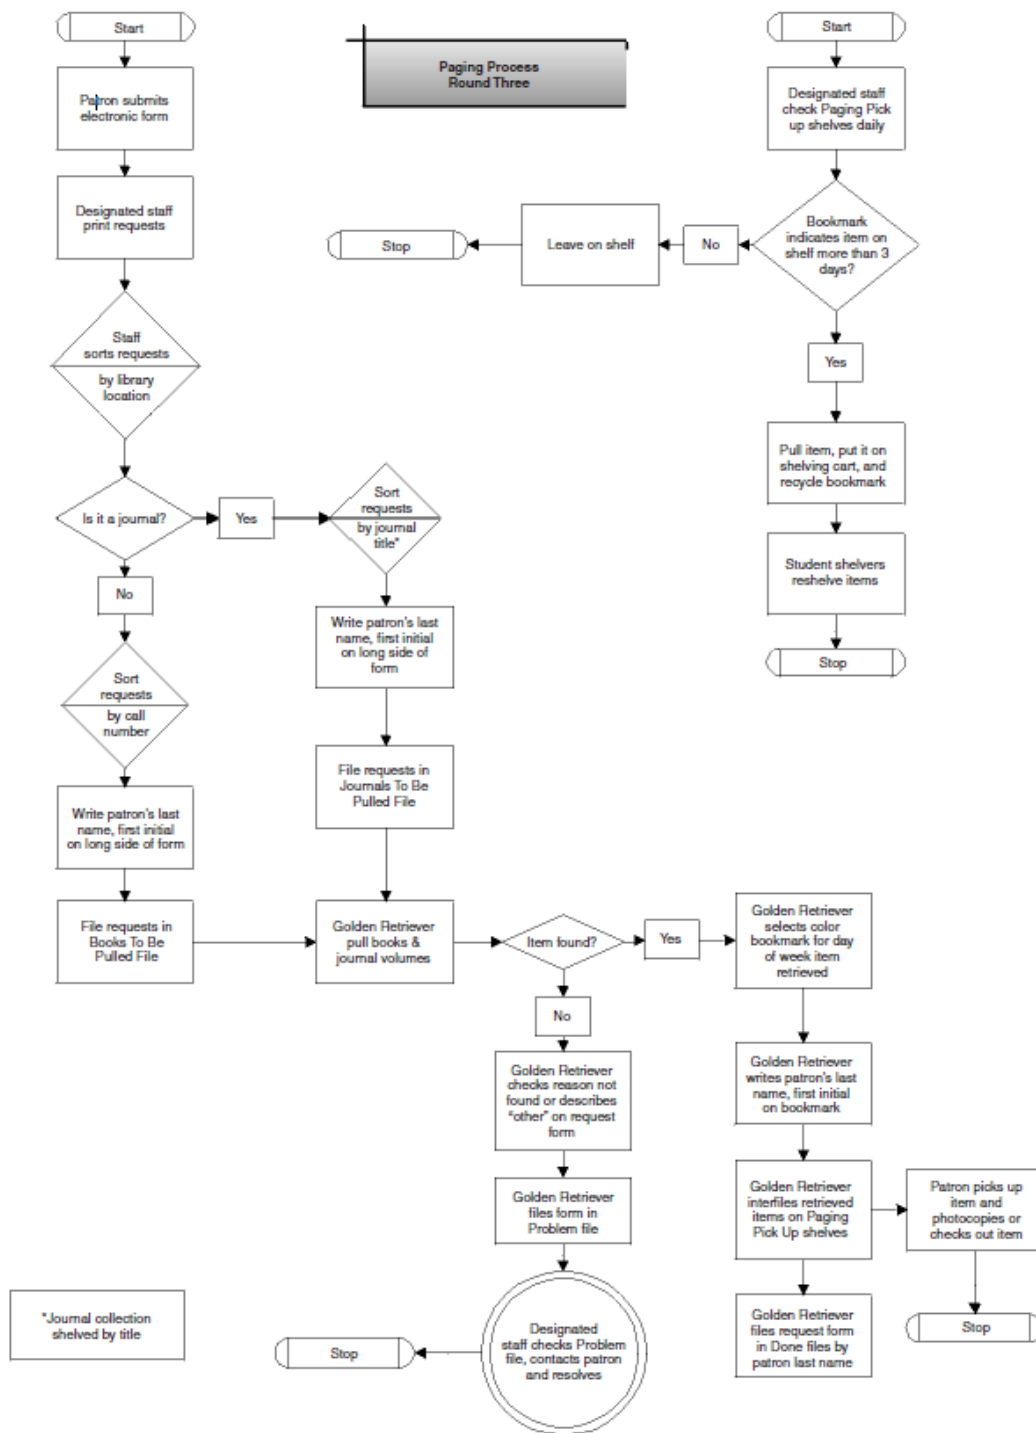 Start
Patron submits
electronic form
Designated staff
print requests
Staff
sorts requests
by library
location
Is it a journal?
Yes
Sort
requests
by journal
title*
Write patron's last
name, first initial
on long side of
form
File requests in
Journals To Be
Pulled File
No
Sort
requests
by call
number
Write patron's last
name, first initial
on long side of form
File requests in
Books To Be
Pulled File
Golden Retriever
pull books &
journal volumes
Item found?
Yes
Golden Retriever
selects color
bookmark for day
of week item
retrieved
Golden Retriever
writes patron's last
name, first initial
on bookmark
Golden Retriever
interfiles retrieved
items on Paging
Pick Up shelves
Patron picks up
item and
photocopies or
checks out item
Stop
Golden Retriever
files request form
in Done files by
patron last name
No
Golden Retriever
checks reason not
found or describes
"other" on request
form
Golden Retriever
files form in
Problem file
Designated
staff checks Problem
file, contacts patron
and resolves
Stop
*Journal collection
shelved by title
Paging Process
Round Three
Start
Designated staff
check Paging Pick
up shelves daily
Bookmark
indicates item on
shelf more than 3
days?
No
Leave on shelf
Stop
Yes
Pull item, put it on
shelving cart, and
recycle bookmark
Student shelvers
reshelve items
Stop